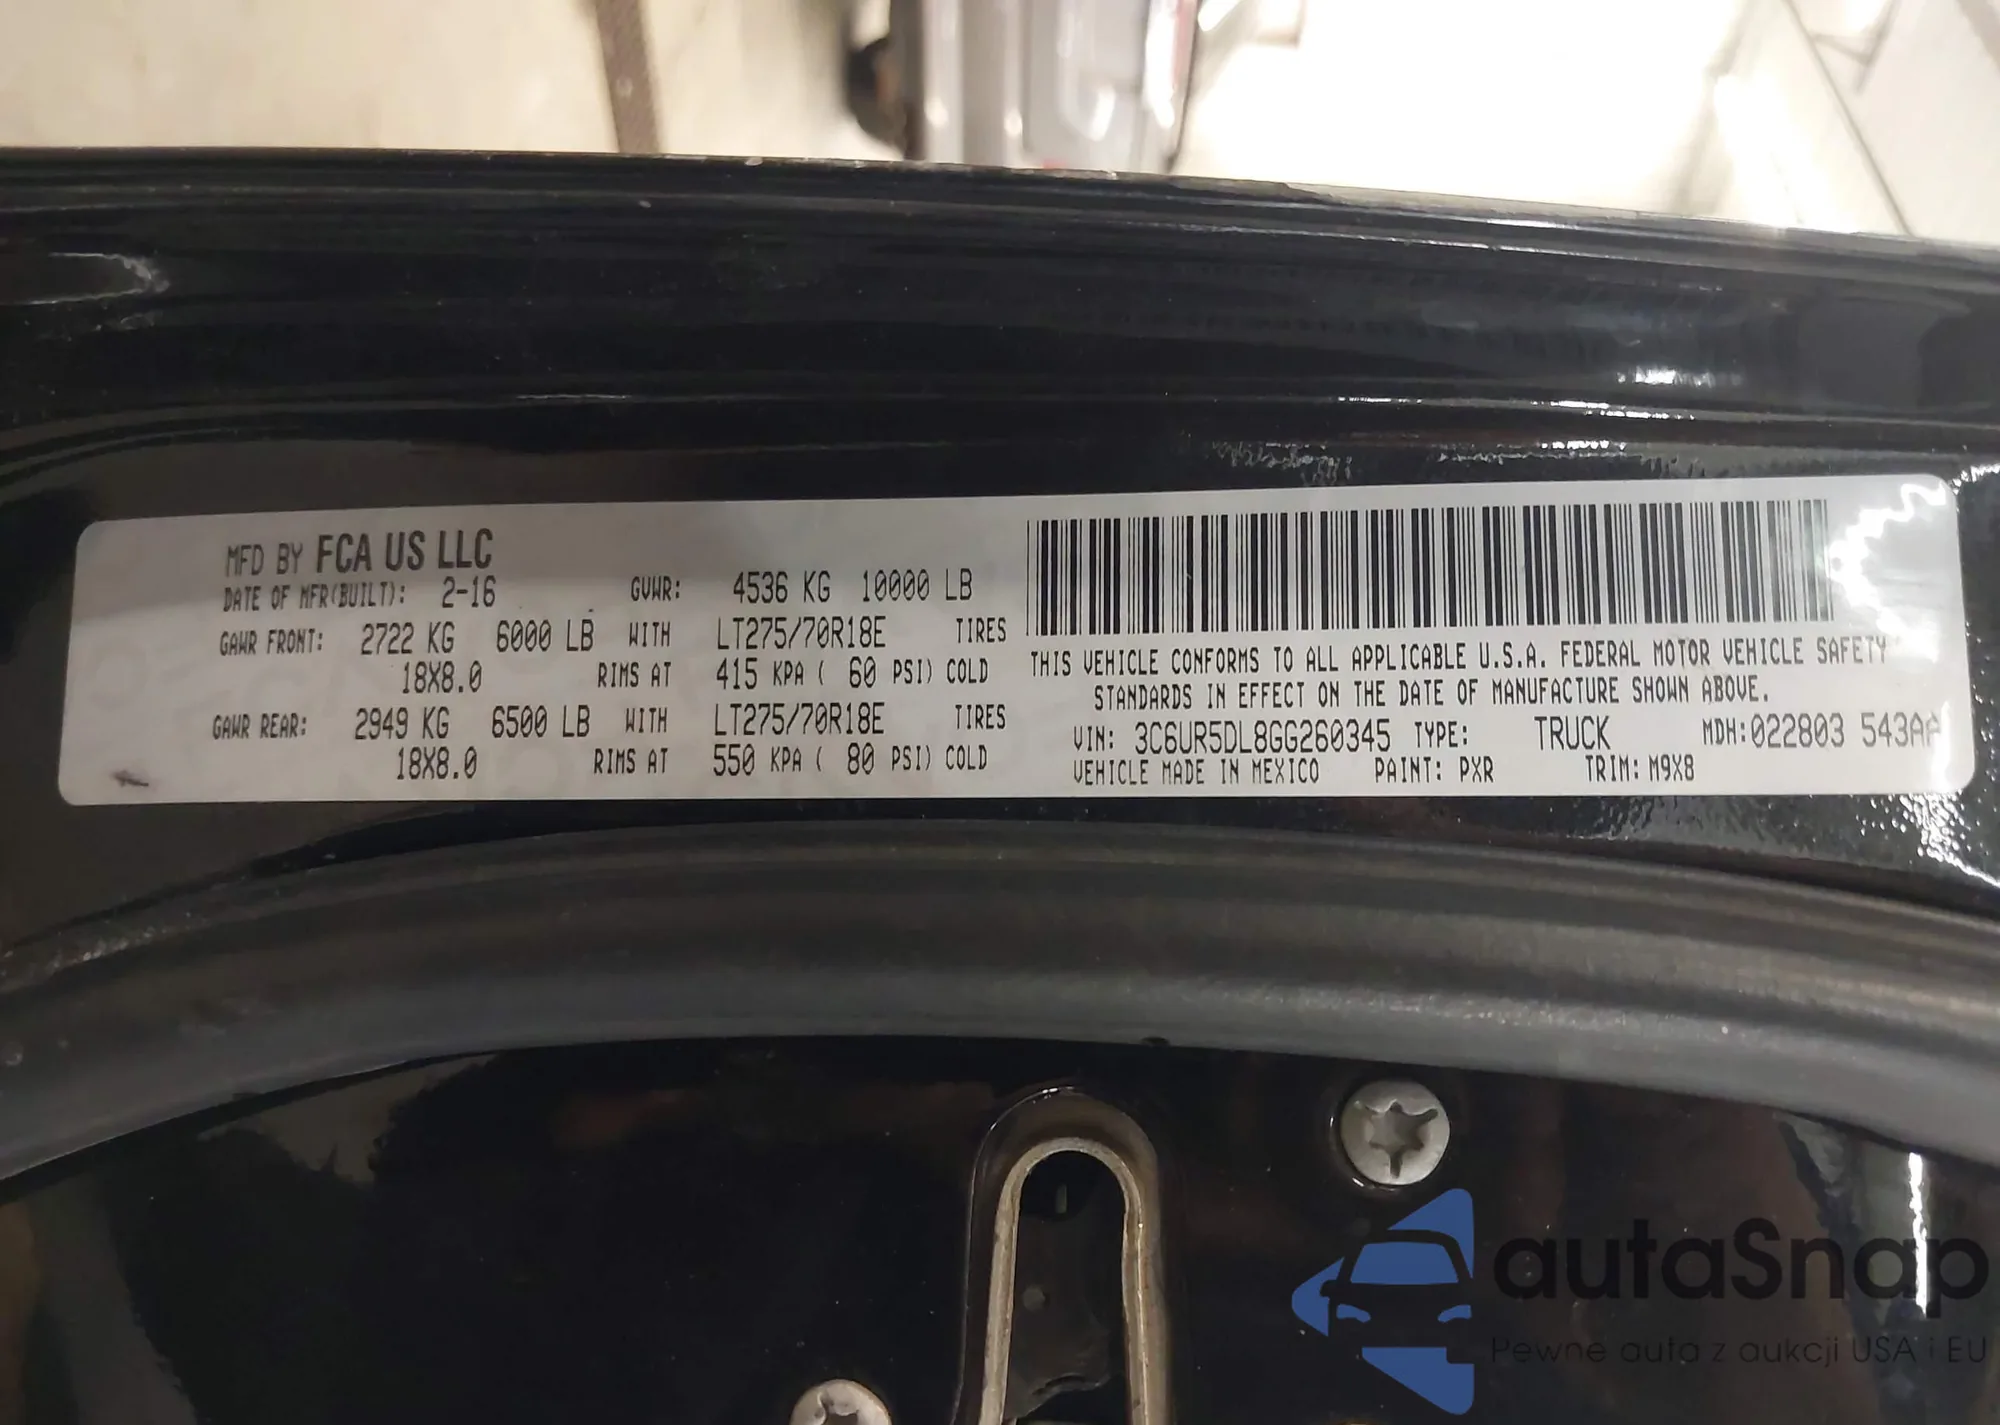 MFD BY FCA US LLC
DATE OF MFR(BUILT): 2-16 GVWR: 4536 KG 10000 LB
GAWR FRONT: 2722 KG 6000 LB WITH LT275/70R18E TIRES
18X8.0 RIMS AT 415 KPA ( 60 PSI) COLD
GAWR REAR: 2949 KG 6500 LB WITH LT275/70R18E TIRES
18X8.0 RIMS AT 550 KPA ( 80 PSI) COLD
THIS VEHICLE CONFORMS TO ALL APPLICABLE U.S.A. FEDERAL MOTOR VEHICLE SAFETY
STANDARDS IN EFFECT ON THE DATE OF MANUFACTURE SHOWN ABOVE.
VIN: 3C6UR5DL8GG260345 TYPE: TRUCK MDH:022803 543AA
VEHICLE MADE IN MEXICO PAINT: PXR TRIM: M9X8
autaSnap
Pewne auta z aukcji USA i EU